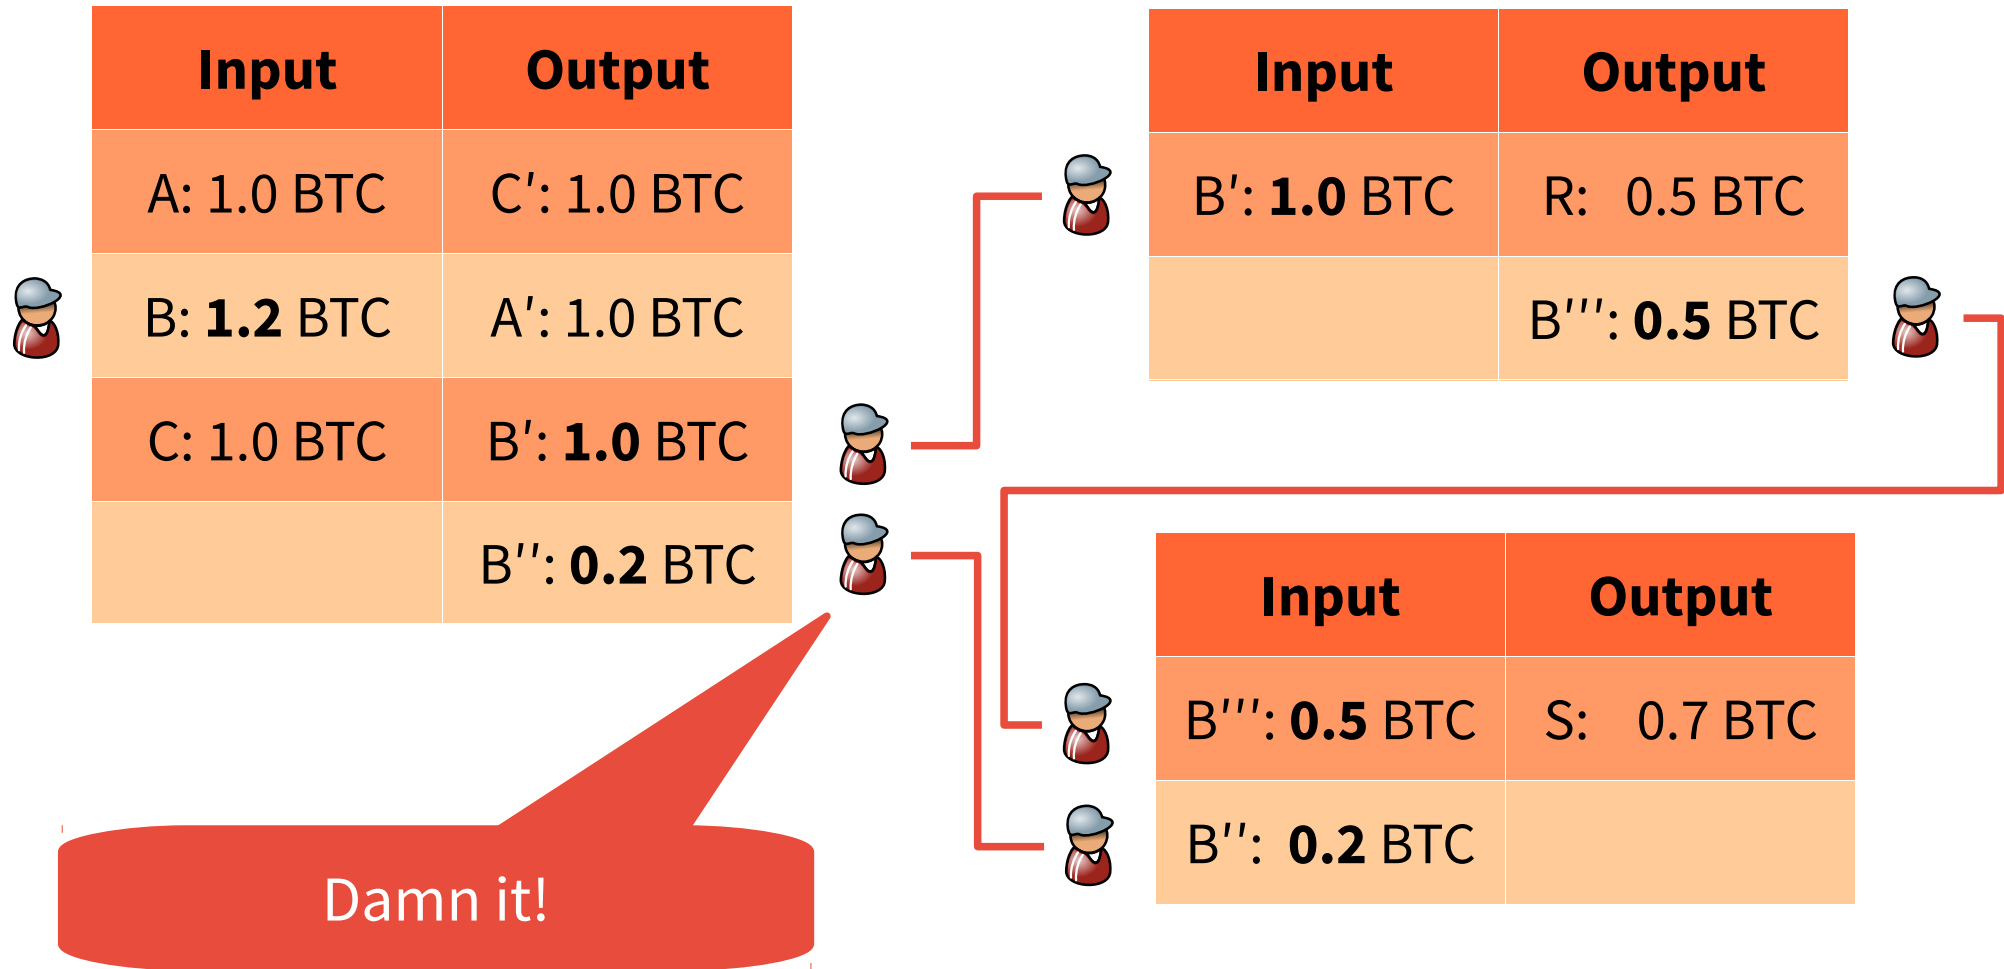 Input Output
A: 1.0 BTC C′: 1.0 BTC
B: 1.2 BTC A′: 1.0 BTC
C: 1.0 BTC B′: 1.0 BTC
B′′: 0.2 BTC
Input Output
B′: 1.0 BTC R: 0.5 BTC
B′′′: 0.5 BTC
Input Output
B′′′: 0.5 BTC S: 0.7 BTC
B′′: 0.2 BTC
Damn it!